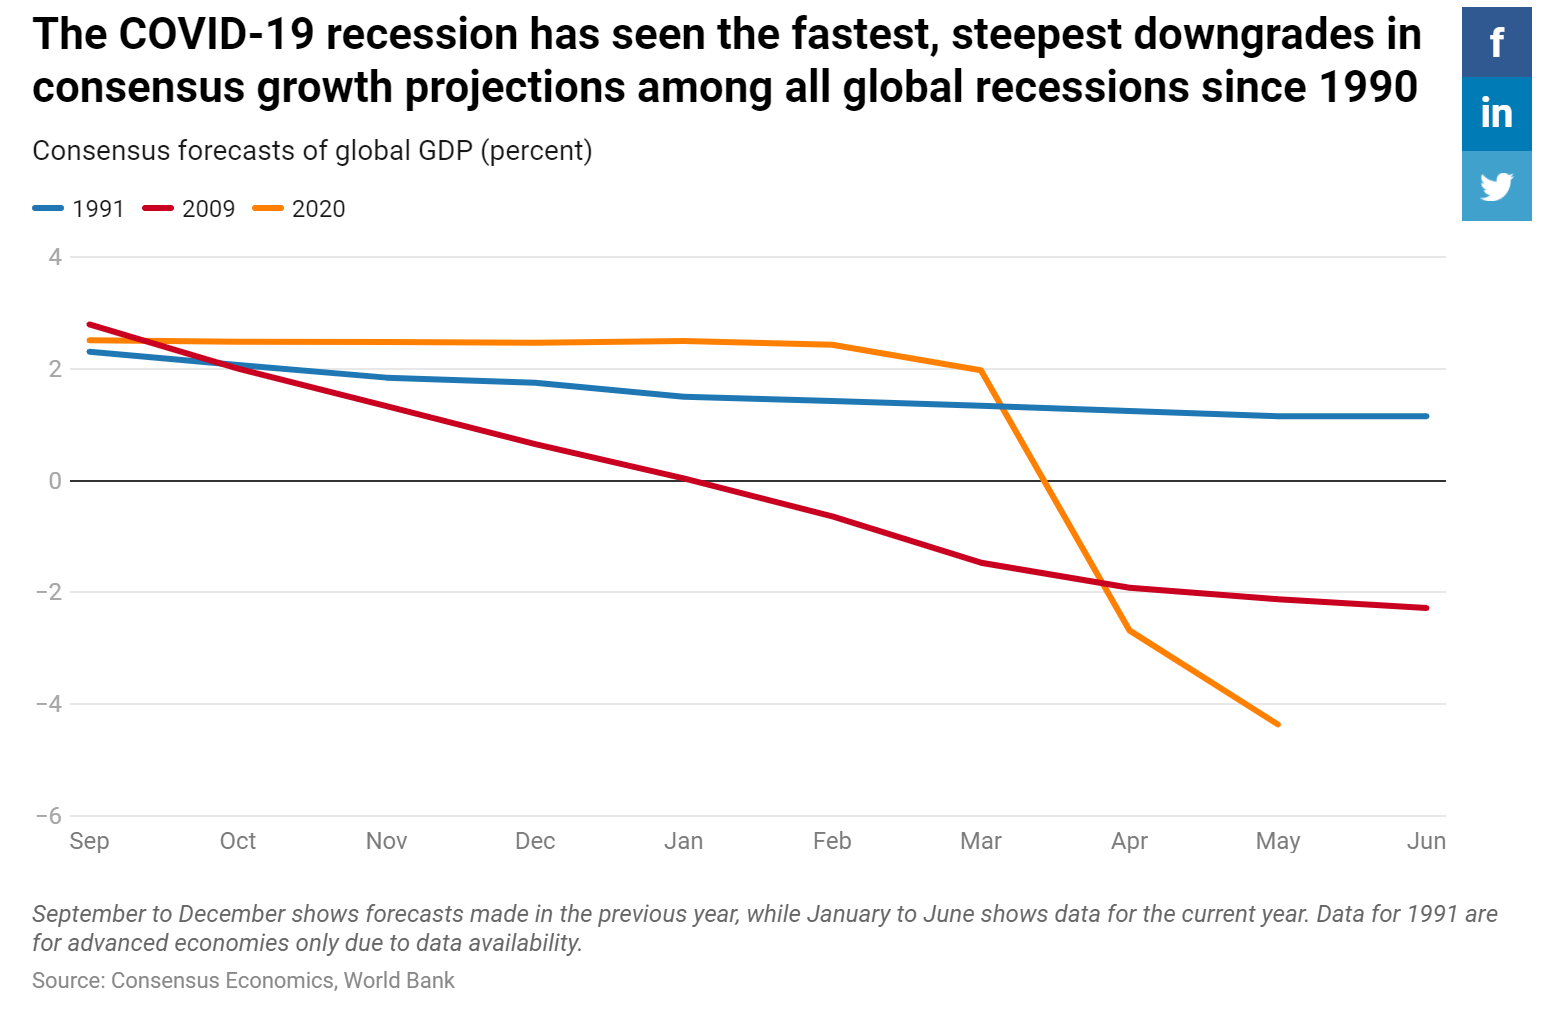 The COVID-19 recession has seen the fastest, steepest downgrades in
consensus growth projections among all global recessions since 1990
f
in
Consensus forecasts of global GDP (percent)
1991 2009 2020
4
2
0
−2
−4
−6
Sep Oct Nov Dec Jan Feb Mar Apr May Jun
September to December shows forecasts made in the previous year, while January to June shows data for the current year. Data for 1991 are
for advanced economies only due to data availability.
Source: Consensus Economics, World Bank